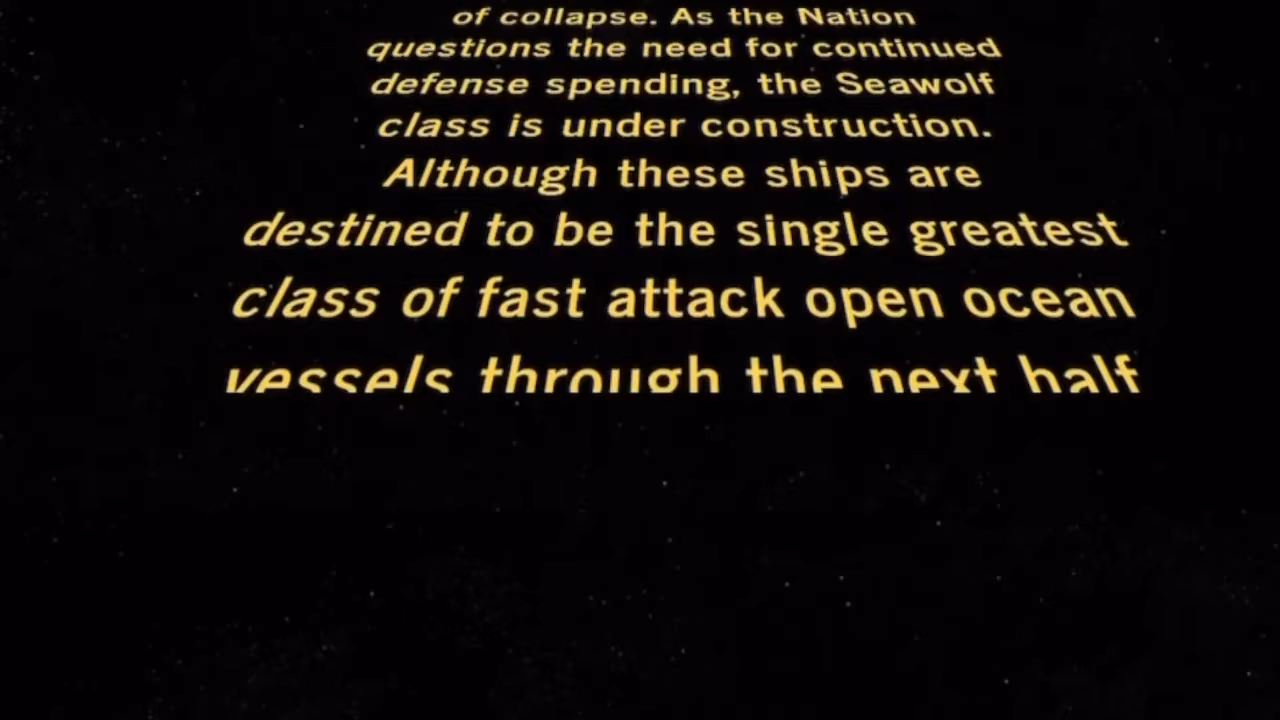 of collapse. As the Nation
questions the need for continued
defense spending, the Seawolf
class is under construction.
Although these ships are
destined to be the single greatest
class of fast attack open ocean
vessels through the next half